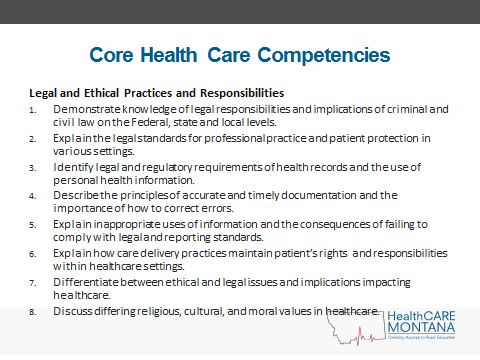 Core Health Care Competencies
Legal and Ethical Practices and Responsibilities
1. Demonstrate knowledge of legal responsibilities and implications of criminal and
civil law on the Federal, state and local levels.
2. Explain the legal standards for professional practice and patient protection in
various settings.
3. Identify legal and regulatory requirements of health records and the use of
personal health information.
4. Describe the principles of accurate and timely documentation and the
importance of how to correct errors.
5. Explain inappropriate uses of information and the consequences of failing to
comply with legal and reporting standards.
6. Explain how care delivery practices maintain patient's rights and responsibilities
within healthcare settings.
7. Differentiate between ethical and legal issues and implications impacting
healthcare.
8. Discuss differing religious, cultural, and moral values in healthcare.
HealthCARE
MONTANA
Creating Access to Rural Education